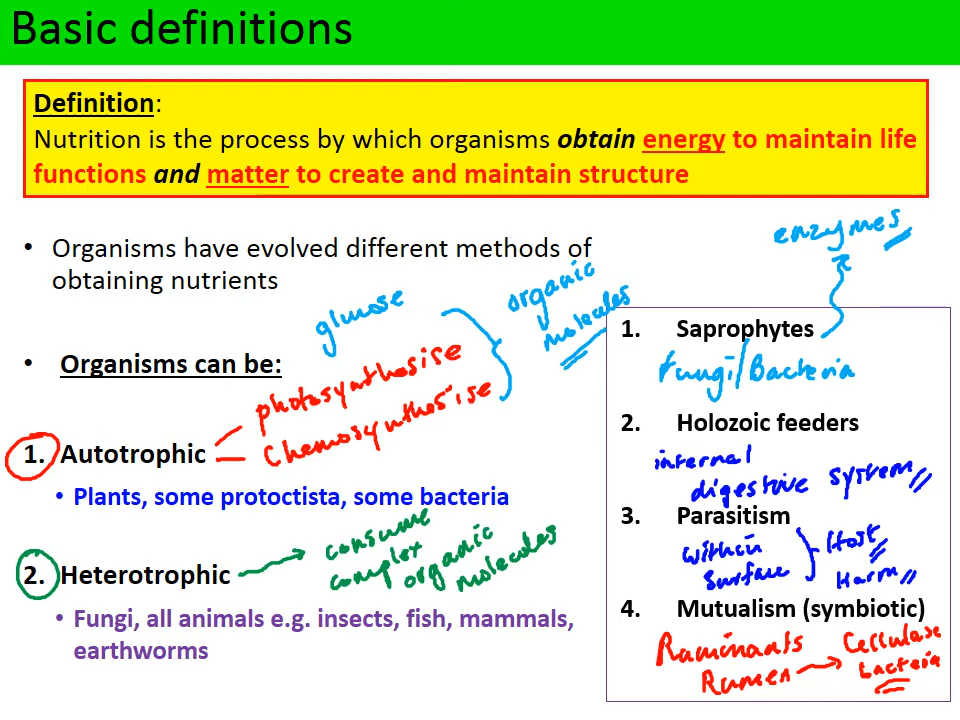 Basic definitions
Definition:
Nutrition is the process by which organisms obtain energy to maintain life
functions and matter to create and maintain structure
• Organisms have evolved different methods of
obtaining nutrients
• Organisms can be:
glucose
organic
molecules
photosynthesise
Chemosynthesise
1. Autotrophic
• Plants, some protoctista, some bacteria
2. Heterotrophic
consume
complex organic
molecules
• Fungi, all animals e.g. insects, fish, mammals,
earthworms
enzymes
1. Saprophytes
Fungi/Bacteria
2. Holozoic feeders
internal
digestive system
3. Parasitism
within
surface
Host
Harm
4. Mutualism (symbiotic)
Ruminants
Rumen
Cellulase
bacteria